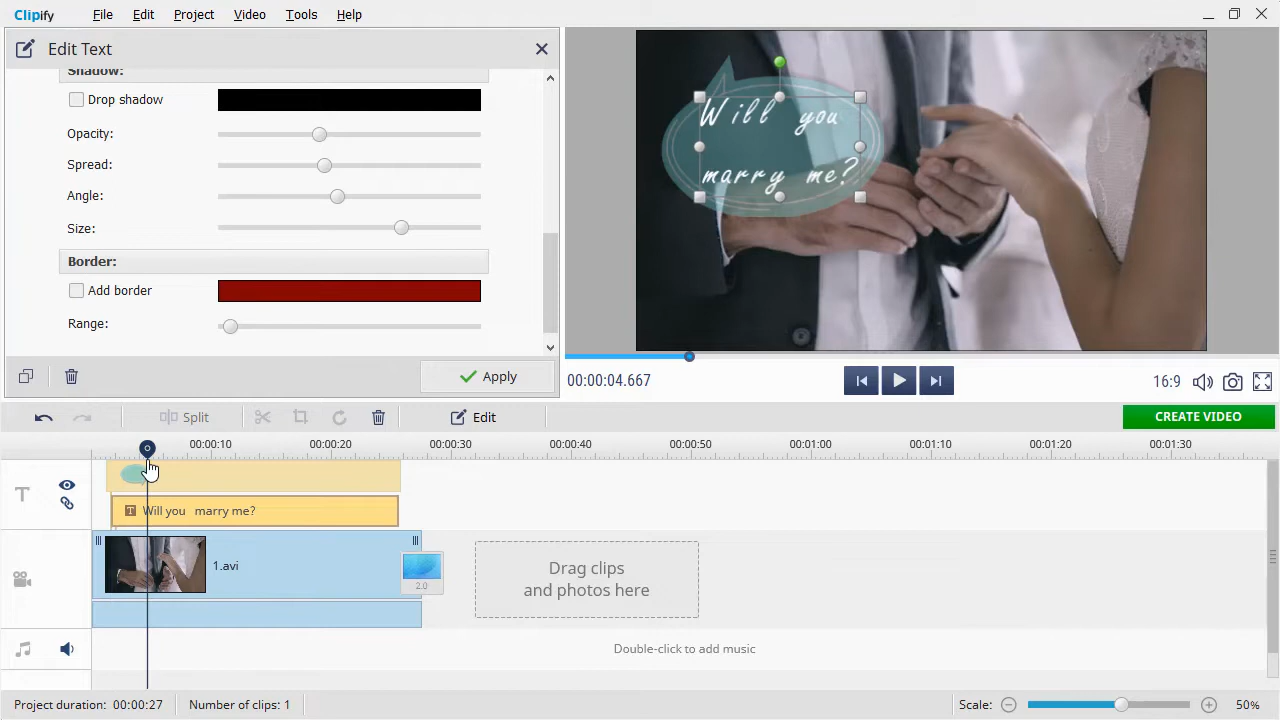 Clipify
File Edit Project Video Tools Help
Edit Text
Shadow:
Drop shadow
Opacity:
Spread:
Angle:
Size:
Border:
Add border
Range:
Apply
Will you
marry me?
00:00:04.667
16:9
Split
Edit
CREATE VIDEO
00:00:10 00:00:20 00:00:30 00:00:40 00:00:50 00:01:00 00:01:10 00:01:20 00:01:30
T
T Will you marry me?
1.avi
2.0
Drag clips
and photos here
Double-click to add music
Project duration: 00:00:27
Number of clips: 1
Scale:
50%